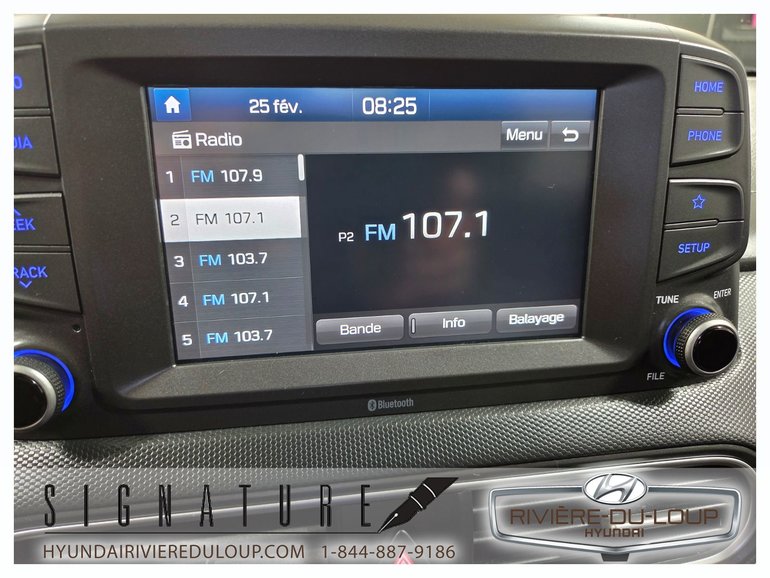 25 fév. 08:25
HOME
Radio Menu
PHONE
1 FM 107.9
2 FM 107.1
P2 FM 107.1
3 FM 103.7
4 FM 107.1
5 FM 103.7
Bande Info Balayage
SETUP
TRACK
TUNE ENTER
FILE
Bluetooth
SIGNATURE
HYUNDAIRIVIEREDULOUP.COM 1-844-887-9186
RIVIÈRE-DU-LOUP
HYUNDAI